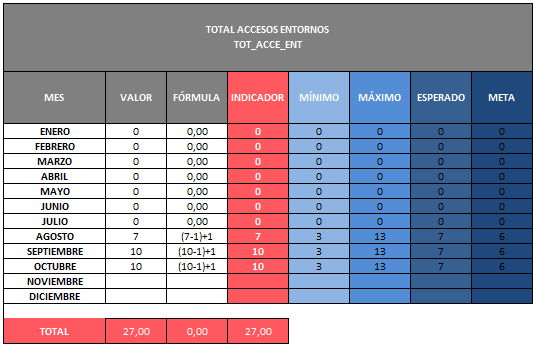 TOTAL ACCESOS ENTORNOS
TOT_ACCE_ENT
MES VALOR FÓRMULA INDICADOR MÍNIMO MÁXIMO ESPERADO META
ENERO 0 0,00 0 0 0 0 0
FEBRERO 0 0,00 0 0 0 0 0
MARZO 0 0,00 0 0 0 0 0
ABRIL 0 0,00 0 0 0 0 0
MAYO 0 0,00 0 0 0 0 0
JUNIO 0 0,00 0 0 0 0 0
JULIO 0 0,00 0 0 0 0 0
AGOSTO 7 (7-1)+1 7 3 13 7 6
SEPTIEMBRE 10 (10-1)+1 10 3 13 7 6
OCTUBRE 10 (10-1)+1 10 3 13 7 6
NOVIEMBRE
DICIEMBRE
TOTAL 27,00 0,00 27,00